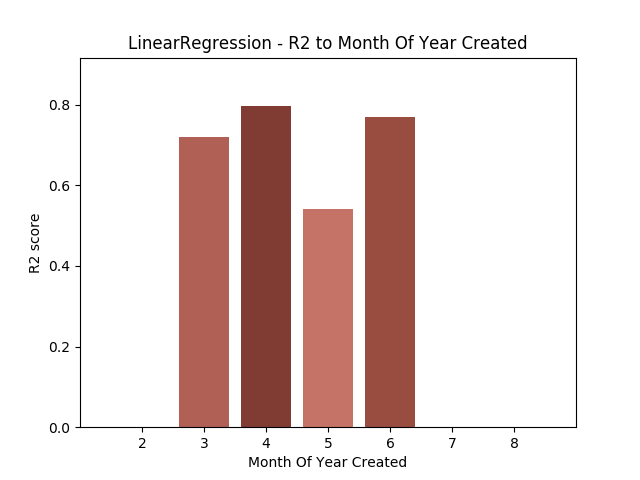 LinearRegression - R2 to Month Of Year Created
R2 score
0.8
0.6
0.4
0.2
0.0
2 3 4 5 6 7 8
Month Of Year Created